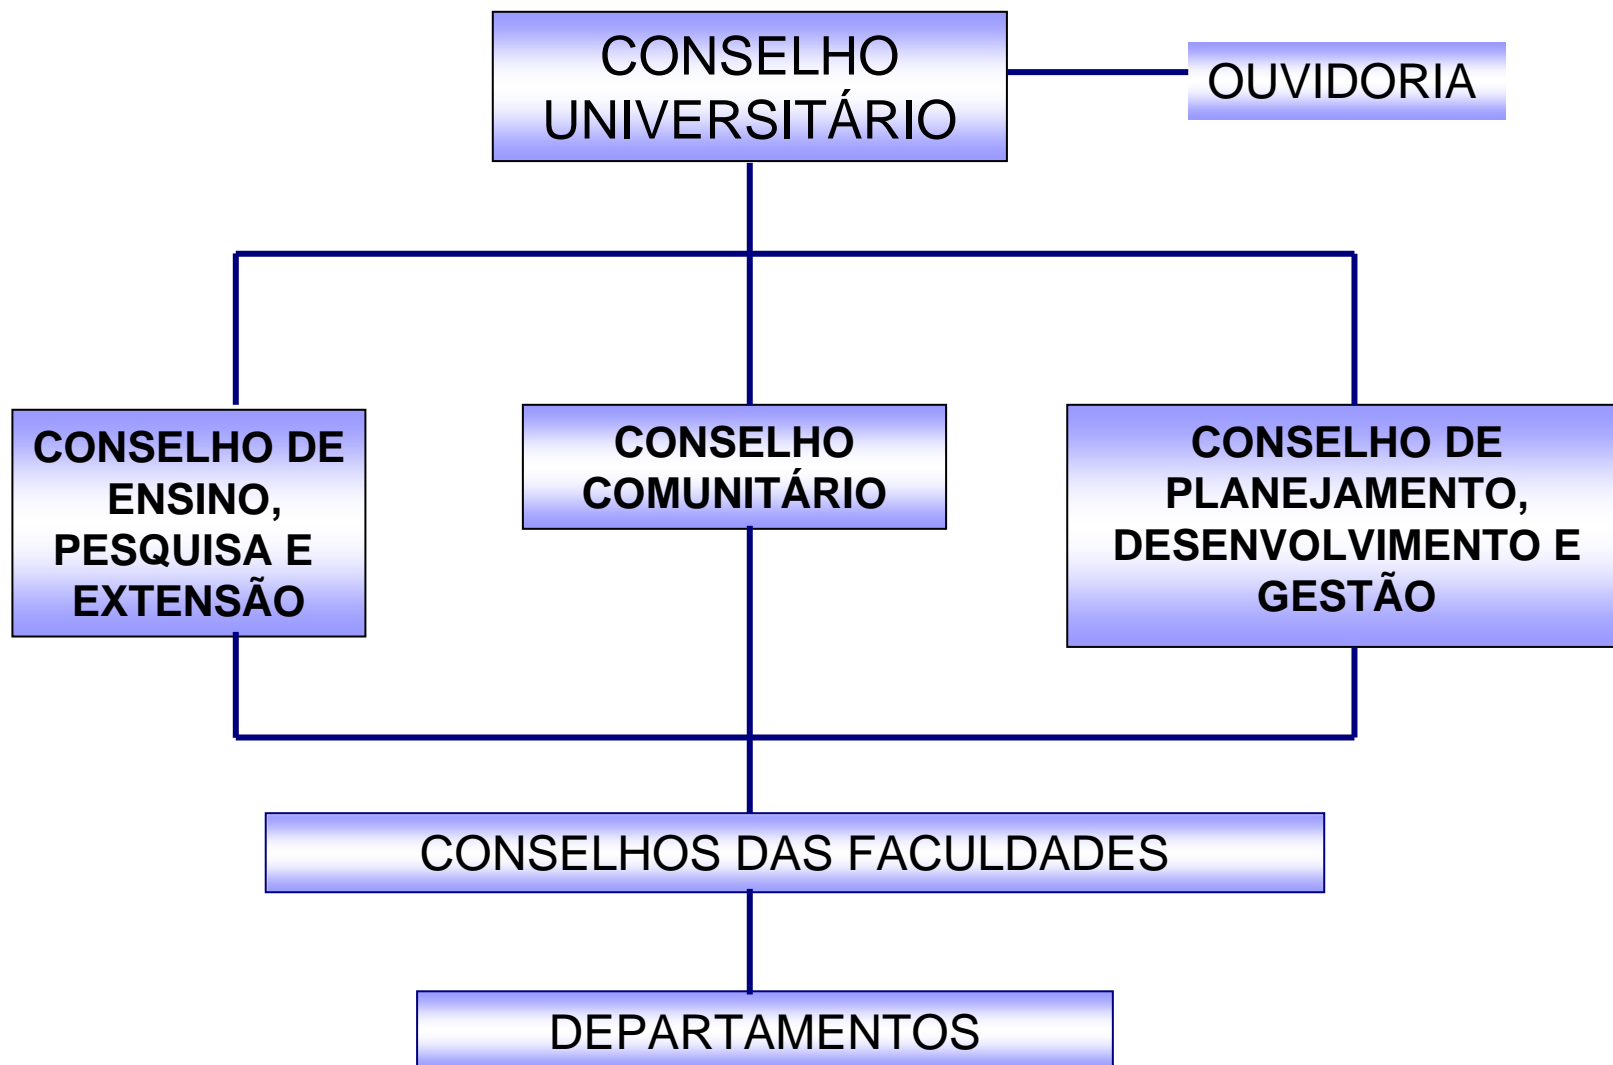 CONSELHO
UNIVERSITÁRIO
OUVIDORIA
CONSELHO DE
ENSINO,
PESQUISA E
EXTENSÃO
CONSELHO
COMUNITÁRIO
CONSELHO DE
PLANEJAMENTO,
DESENVOLVIMENTO E
GESTÃO
CONSELHOS DAS FACULDADES
DEPARTAMENTOS